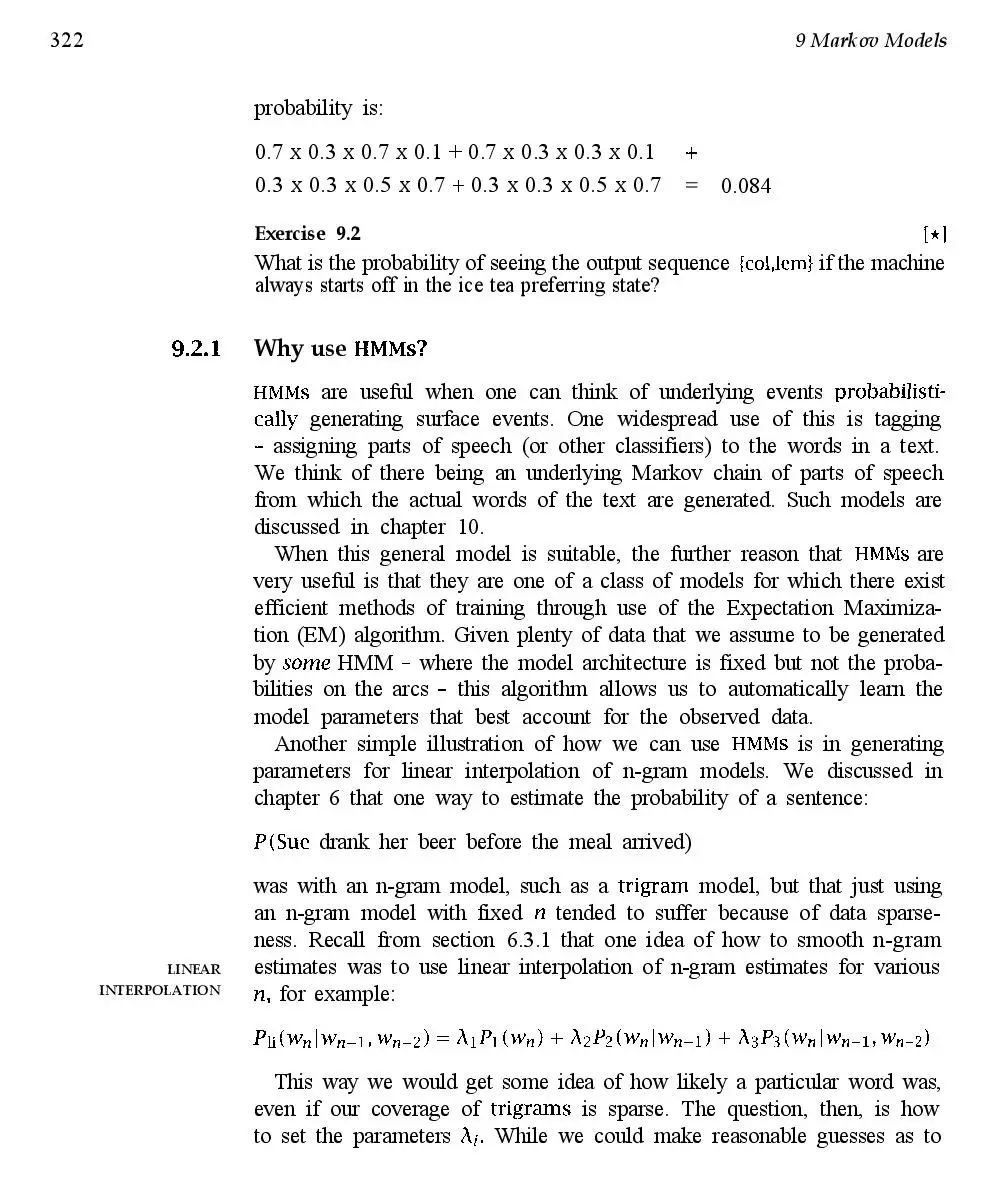 322 9 Markov Models
probability is:
0.7 x 0.3 x 0.7 x 0.1 + 0.7 x 0.3 x 0.3 x 0.1 +
0.3 x 0.3 x 0.5 x 0.7 + 0.3 x 0.3 x 0.5 x 0.7 = 0.084
Exercise 9.2 [⋆]
What is the probability of seeing the output sequence {col,lem} if the machine
always starts off in the ice tea preferring state?
9.2.1 Why use HMMs?
HMMs are useful when one can think of underlying events probabilisti-
cally generating surface events. One widespread use of this is tagging
– assigning parts of speech (or other classifiers) to the words in a text.
We think of there being an underlying Markov chain of parts of speech
from which the actual words of the text are generated. Such models are
discussed in chapter 10.
When this general model is suitable, the further reason that HMMs are
very useful is that they are one of a class of models for which there exist
efficient methods of training through use of the Expectation Maximiza-
tion (EM) algorithm. Given plenty of data that we assume to be generated
by some HMM – where the model architecture is fixed but not the proba-
bilities on the arcs – this algorithm allows us to automatically learn the
model parameters that best account for the observed data.
Another simple illustration of how we can use HMMs is in generating
parameters for linear interpolation of n-gram models. We discussed in
chapter 6 that one way to estimate the probability of a sentence:
P(Sue drank her beer before the meal arrived)
was with an n-gram model, such as a trigram model, but that just using
an n-gram model with fixed n tended to suffer because of data sparse-
ness. Recall from section 6.3.1 that one idea of how to smooth n-gram
LINEAR estimates was to use linear interpolation of n-gram estimates for various
INTERPOLATION n, for example:
P_li(w_n|w_{n−1}, w_{n−2}) = λ_1P_1(w_n) + λ_2P_2(w_n|w_{n−1}) + λ_3P_3(w_n|w_{n−1}, w_{n−2})
This way we would get some idea of how likely a particular word was,
even if our coverage of trigrams is sparse. The question, then, is how
to set the parameters λ_i. While we could make reasonable guesses as to